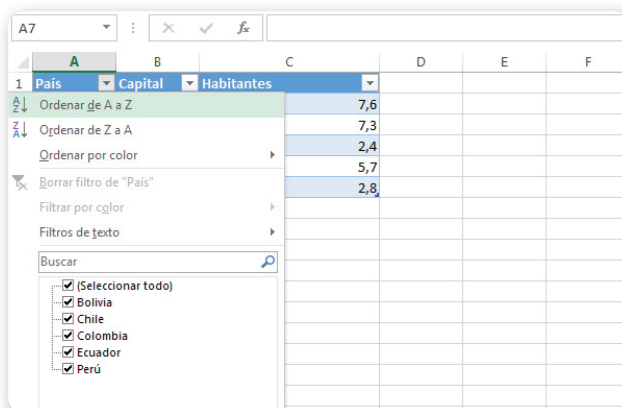 A7 fx
A B C D E F
1 País Capital Habitantes
Ordenar de A a Z 7,6
Ordenar de Z a A 7,3
Ordenar por color 2,4
5,7
Borrar filtro de "País" 2,8
Filtrar por color
Filtros de texto
Buscar
(Seleccionar todo)
Bolivia
Chile
Colombia
Ecuador
Perú